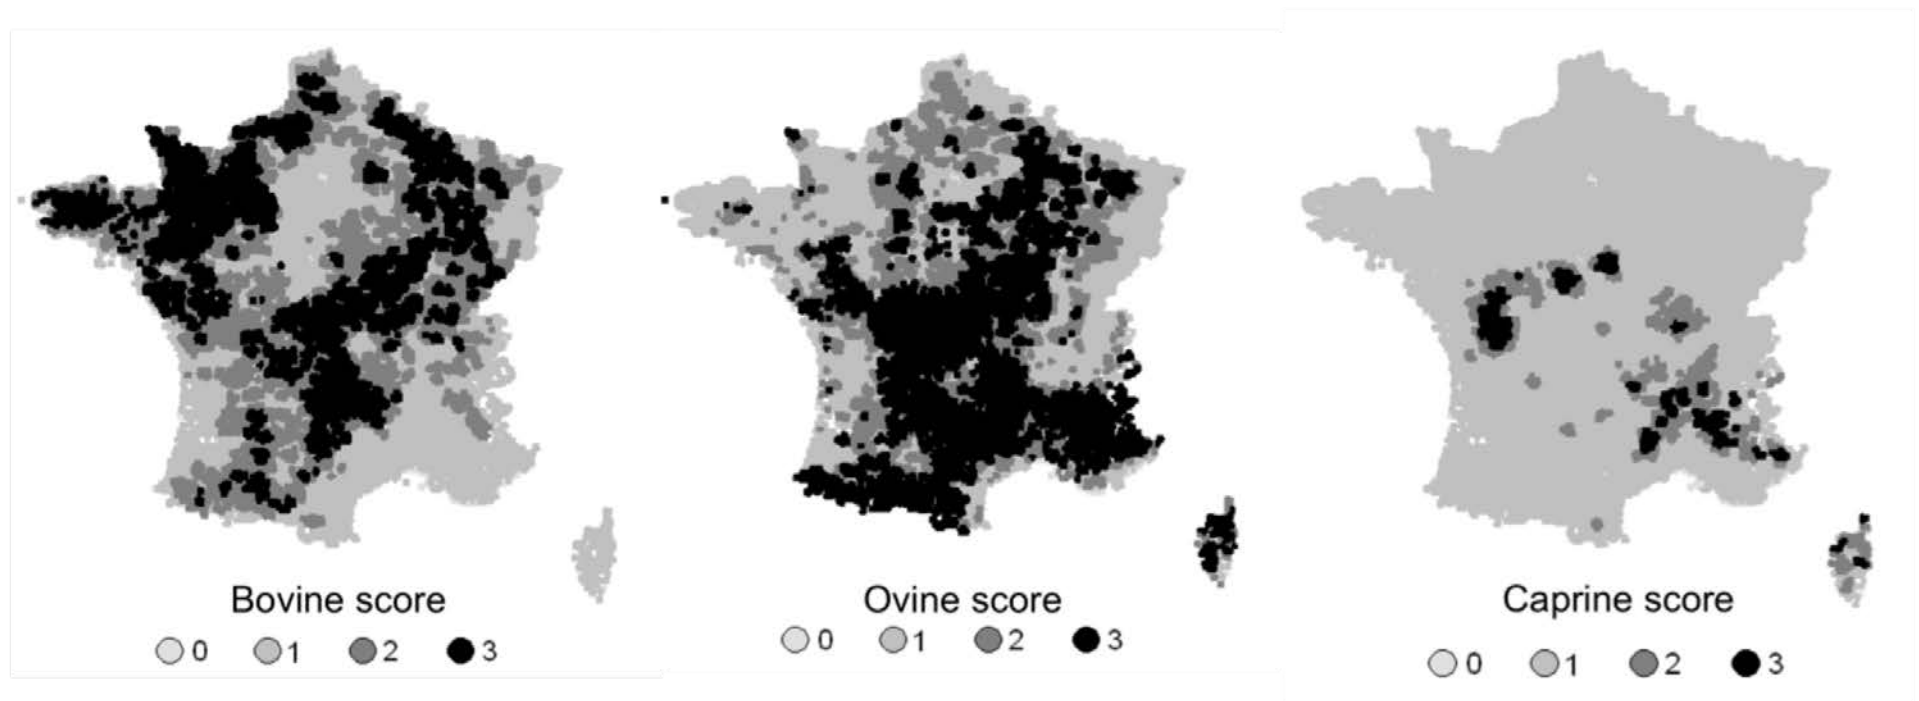 Bovine score
0 1 2 3
Ovine score
0 1 2 3
Caprine score
0 1 2 3